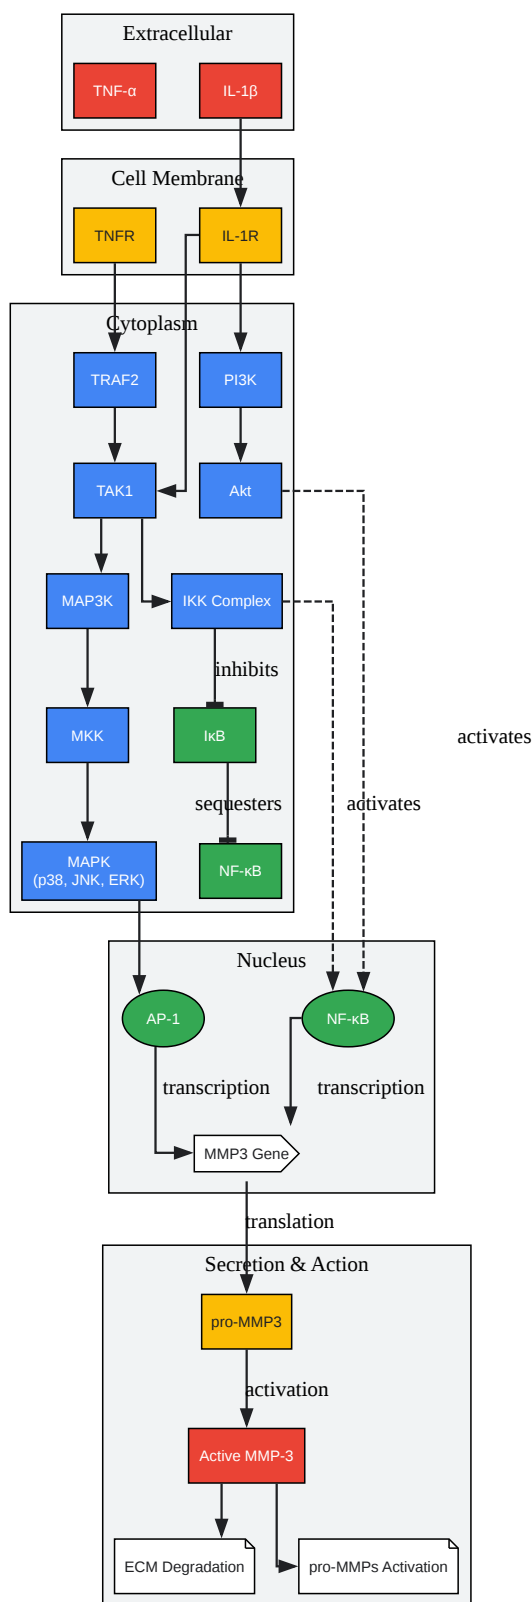 Extracellular
TNF-α
IL-1β
Cell Membrane
TNFR
IL-1R
Cytoplasm
TRAF2
PI3K
TAK1
Akt
MAP3K
IKK Complex
inhibits
MKK
IκB
activates
sequesters
activates
MAPK
(p38, JNK, ERK)
NF-κB
Nucleus
AP-1
NF-κB
transcription
transcription
MMP3 Gene
translation
Secretion & Action
pro-MMP3
activation
Active MMP-3
ECM Degradation
pro-MMPs Activation